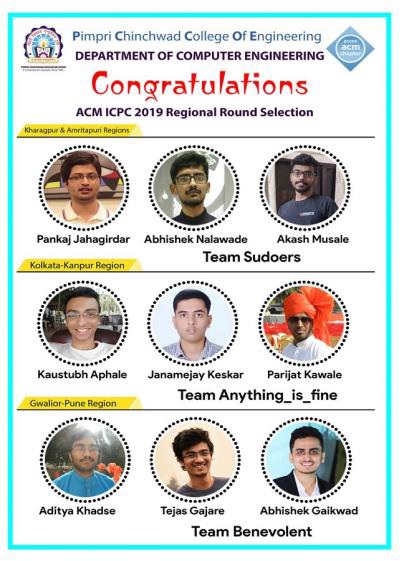 Pimpri Chinchwad College Of Engineering
DEPARTMENT OF COMPUTER ENGINEERING
pccoe
acm
chapter
Congratulations
ACM ICPC 2019 Regional Round Selection
Kharagpur & Amritapuri Regions
Pankaj Jahagirdar Abhishek Nalawade Akash Musale
Team Sudoers
Kolkata-Kanpur Region
Kaustubh Aphale Janamejay Keskar Parijat Kawale
Team Anything_is_fine
Gwalior-Pune Region
Aditya Khadse Tejas Gajare Abhishek Gaikwad
Team Benevolent